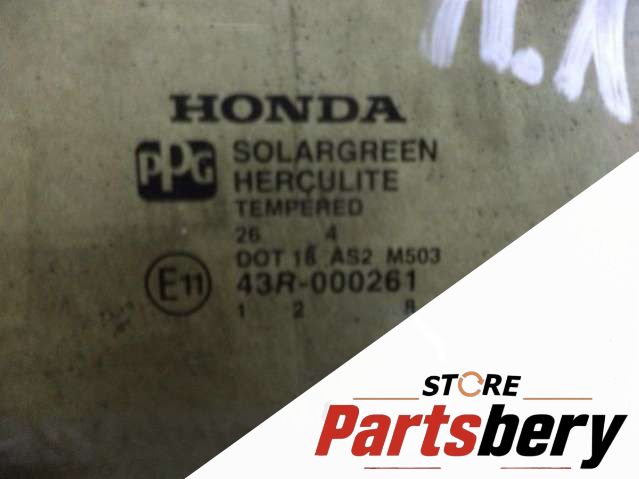 HONDA
PPG
SOLARGREEN
HERCULITE
TEMPERED
26 4
DOT 18 AS2 M503
E11
43R-000261
1 2 8
STORE
Partsbery